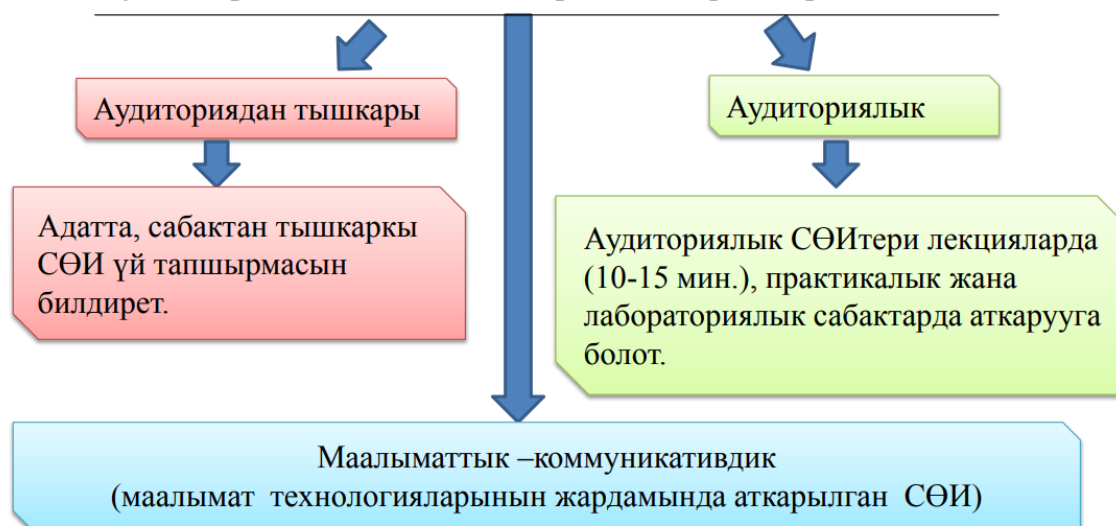 Аудиториядан тышкары
Аудиториялык
Адатта, сабактан тышкаркы
СӨИ үй тапшырмасын
билдирет.
Аудиториялык СӨИтери лекцияларда
(10-15 мин.), практикалык жана
лабораториялык сабактарда аткарууга
болот.
Маалыматтык –коммуникативдик
(маалымат технологияларынын жардамында аткарылган СӨИ)